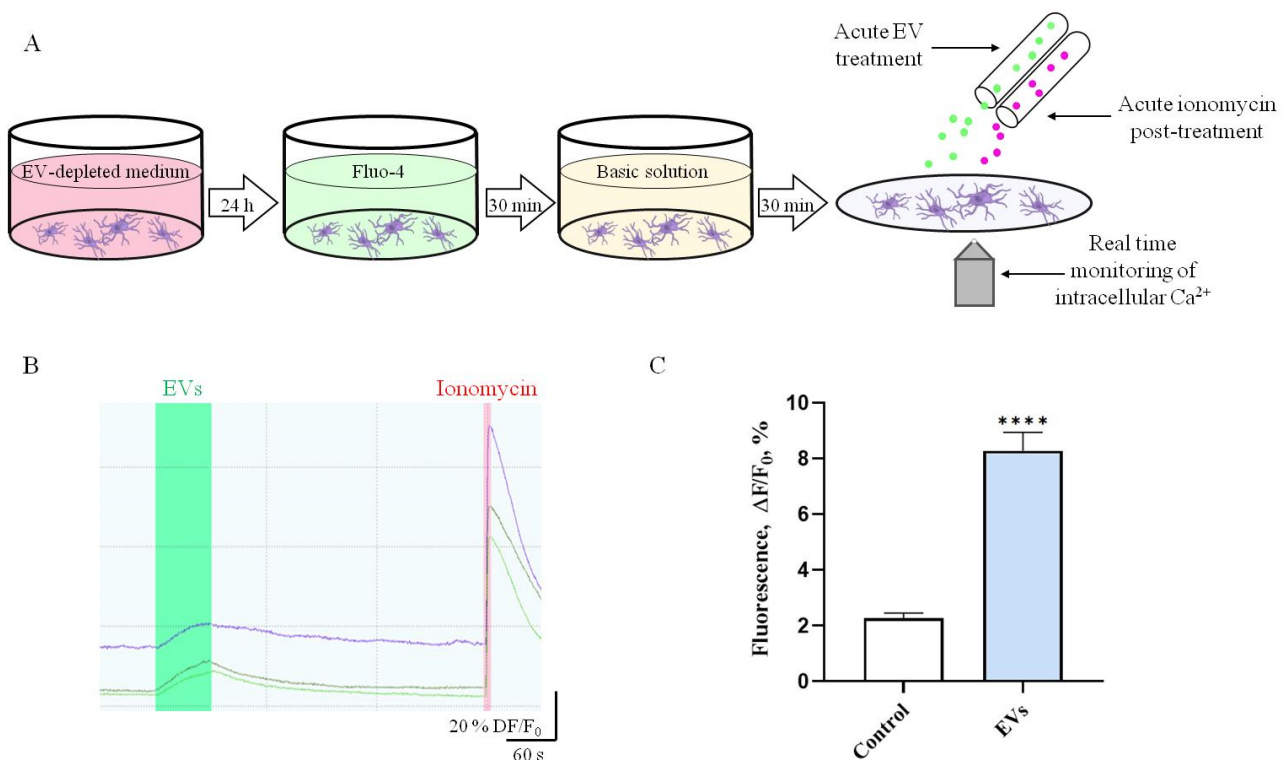 A
EV-depleted medium
24 h
Fluo-4
30 min
Basic solution
30 min
Acute EV
treatment
Acute ionomycin
post-treatment
Real time
monitoring of
intracellular Ca²⁺
B
EVs
Ionomycin
20 % DF/F₀
60 s
C
Fluorescence, ΔF/F₀, %
10
8
6
4
2
0
****
Control
EVs